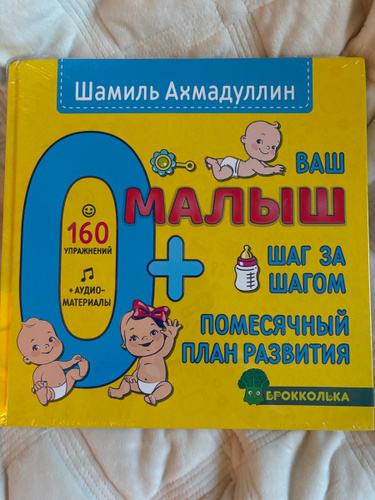 Шамиль Ахмадуллин
ВАШ
МАЛЫШ
0+
160
УПРАЖНЕНИЙ
+ АУДИО-
МАТЕРИАЛЫ
ШАГ ЗА
ШАГОМ
ПОМЕСЯЧНЫЙ
ПЛАН РАЗВИТИЯ
БРОККОЛЬКА